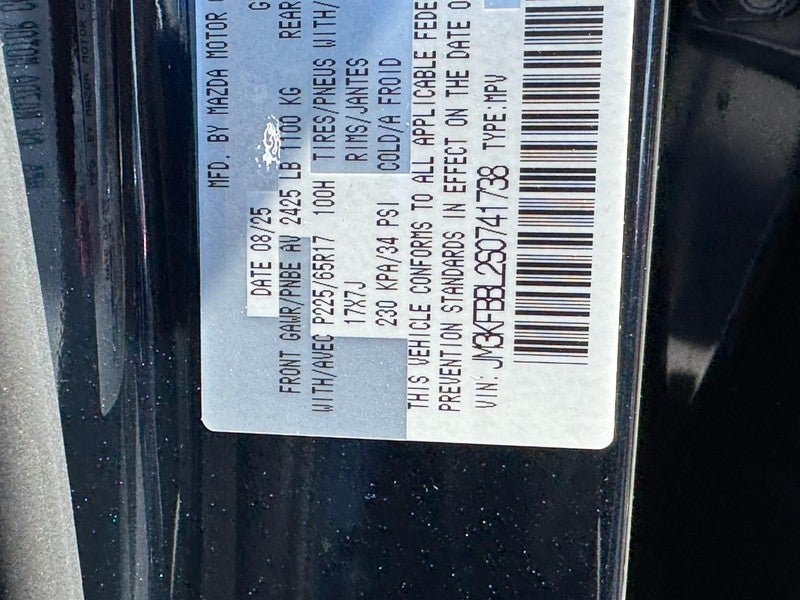 MFD. BY MAZDA MOTOR
DATE 08/25 G
FRONT GAWR/PNBE AV 2425 LB 1100 KG REAR
WITH/AVEC P225/65R17 100H TIRES/PNEUS WITH/
17X7J RIMS/JANTES
230 KPA/34 PSI COLD/A FROID
THIS VEHICLE CONFORMS TO ALL APPLICABLE FEDE
PREVENTION STANDARDS IN EFFECT ON THE DATE O
VIN: JM3KFBBL2S0741738 TYPE:MPV